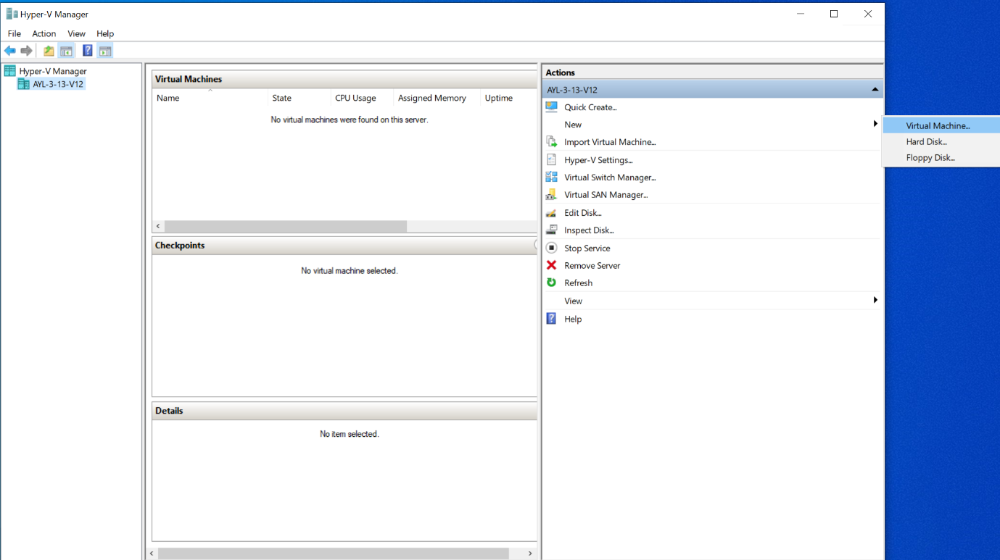 Hyper-V Manager
File Action View Help
Hyper-V Manager
AYL-3-13-V12
Virtual Machines
Name State CPU Usage Assigned Memory Uptime
No virtual machines were found on this server.
Checkpoints
No virtual machine selected.
Details
No item selected.
Actions
AYL-3-13-V12
Quick Create...
New
Import Virtual Machine...
Hyper-V Settings...
Virtual Switch Manager...
Virtual SAN Manager...
Edit Disk...
Inspect Disk...
Stop Service
Remove Server
Refresh
View
Help
Virtual Machine...
Hard Disk...
Floppy Disk...